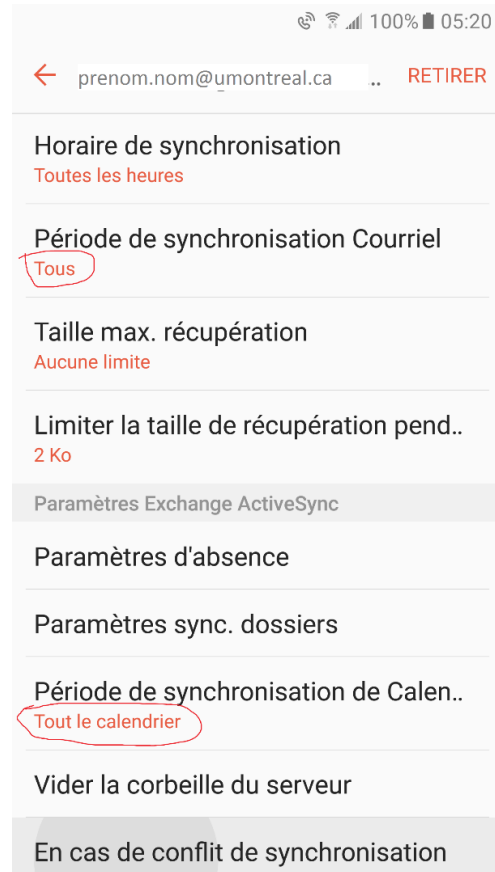 100% 05:20
prenom.nom@umontreal.ca .. RETIRER
Horaire de synchronisation
Toutes les heures
Période de synchronisation Courriel
Tous
Taille max. récupération
Aucune limite
Limiter la taille de récupération pend..
2 Ko
Paramètres Exchange ActiveSync
Paramètres d'absence
Paramètres sync. dossiers
Période de synchronisation de Calen..
Tout le calendrier
Vider la corbeille du serveur
En cas de conflit de synchronisation